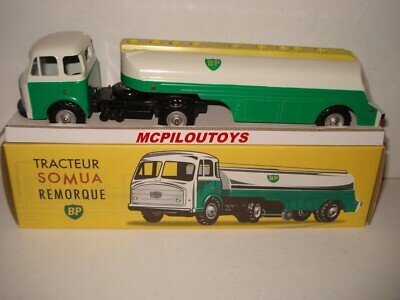 BP
MCPILOUTOYS
TRACTEUR
SOMUA
REMORQUE
BP
BP